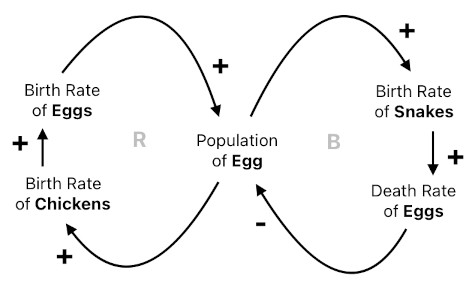 +
+
Birth Rate
of Eggs
Birth Rate
of Snakes
+
R
Population
of Egg
B
+
Birth Rate
of Chickens
Death Rate
of Eggs
+
-